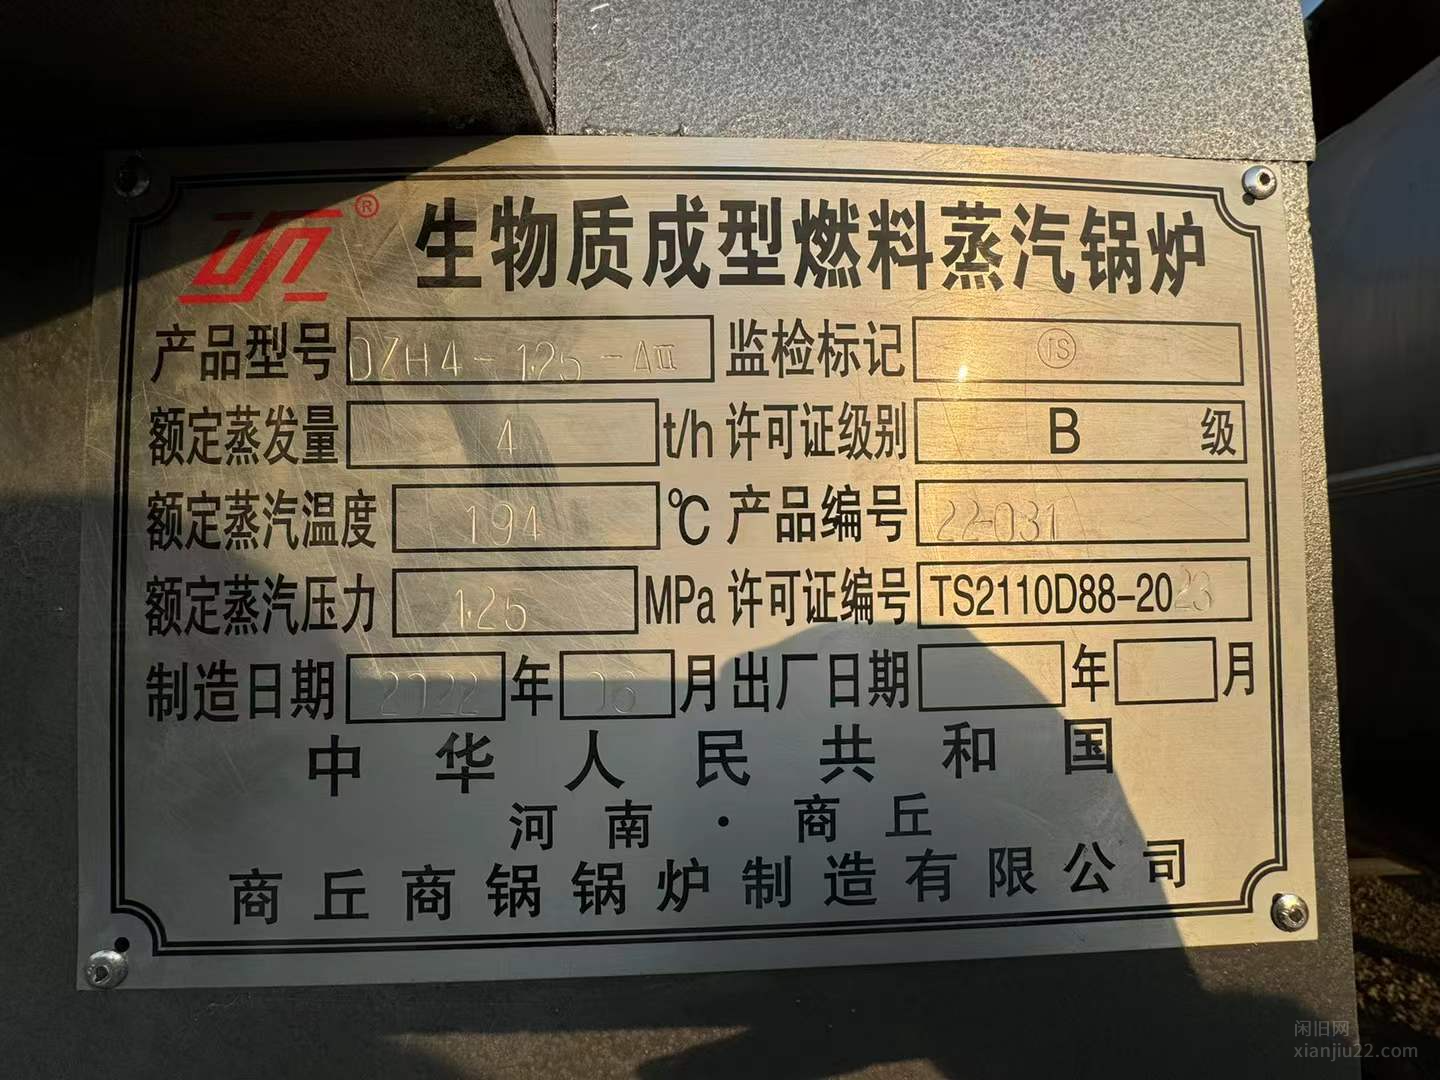 ® 生物质成型燃料蒸汽锅炉
产品型号 DZH4-1.25-AⅡ 监检标记 TS
额定蒸发量 4 t/h 许可证级别 B 级
额定蒸汽温度 194 ℃ 产品编号 22-031
额定蒸汽压力 1.25 MPa 许可证编号 TS2110D88-2023
制造日期 2022 年 月 出厂日期 年 月
中华人民共和国
河南·商丘
商丘商锅锅炉制造有限公司
闲旧网
xianjiu22.com